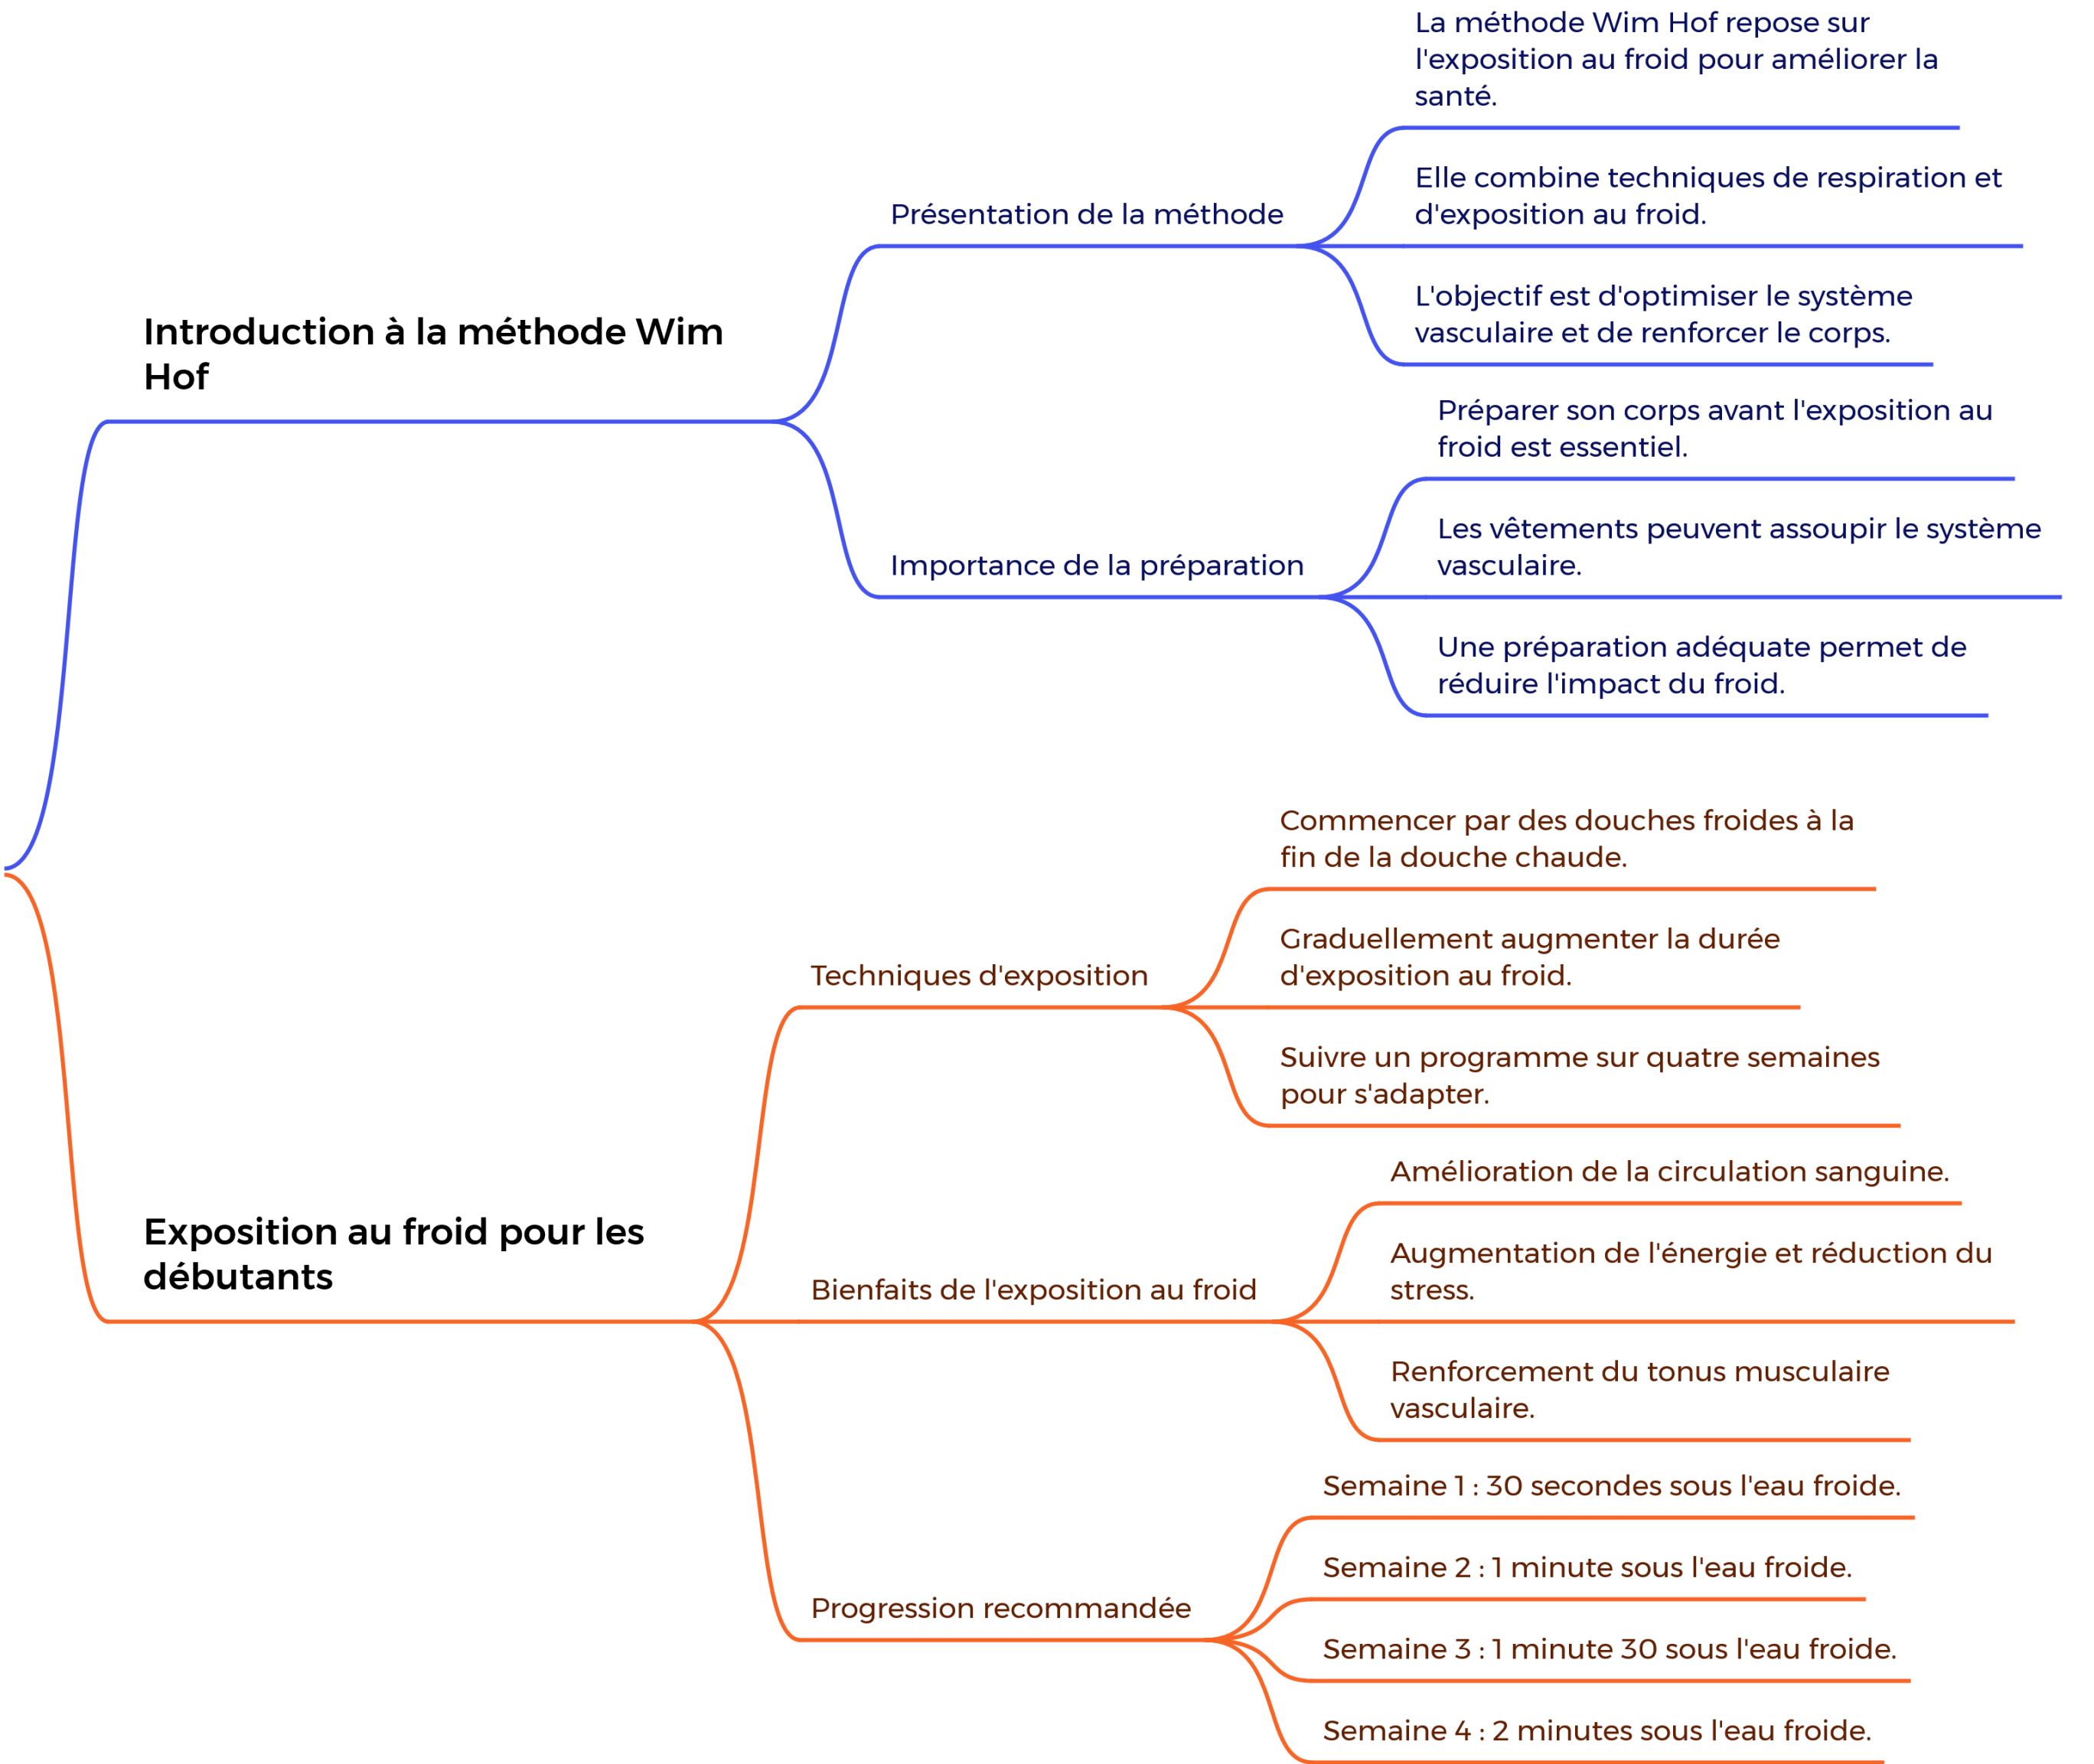 Introduction à la méthode Wim
Hof
Présentation de la méthode
La méthode Wim Hof repose sur
l'exposition au froid pour améliorer la
santé.
Elle combine techniques de respiration et
d'exposition au froid.
L'objectif est d'optimiser le système
vasculaire et de renforcer le corps.
Importance de la préparation
Préparer son corps avant l'exposition au
froid est essentiel.
Les vêtements peuvent assoupir le système
vasculaire.
Une préparation adéquate permet de
réduire l'impact du froid.
Exposition au froid pour les
débutants
Techniques d'exposition
Commencer par des douches froides à la
fin de la douche chaude.
Graduellement augmenter la durée
d'exposition au froid.
Suivre un programme sur quatre semaines
pour s'adapter.
Bienfaits de l'exposition au froid
Amélioration de la circulation sanguine.
Augmentation de l'énergie et réduction du
stress.
Renforcement du tonus musculaire
vasculaire.
Progression recommandée
Semaine 1 : 30 secondes sous l'eau froide.
Semaine 2 : 1 minute sous l'eau froide.
Semaine 3 : 1 minute 30 sous l'eau froide.
Semaine 4 : 2 minutes sous l'eau froide.